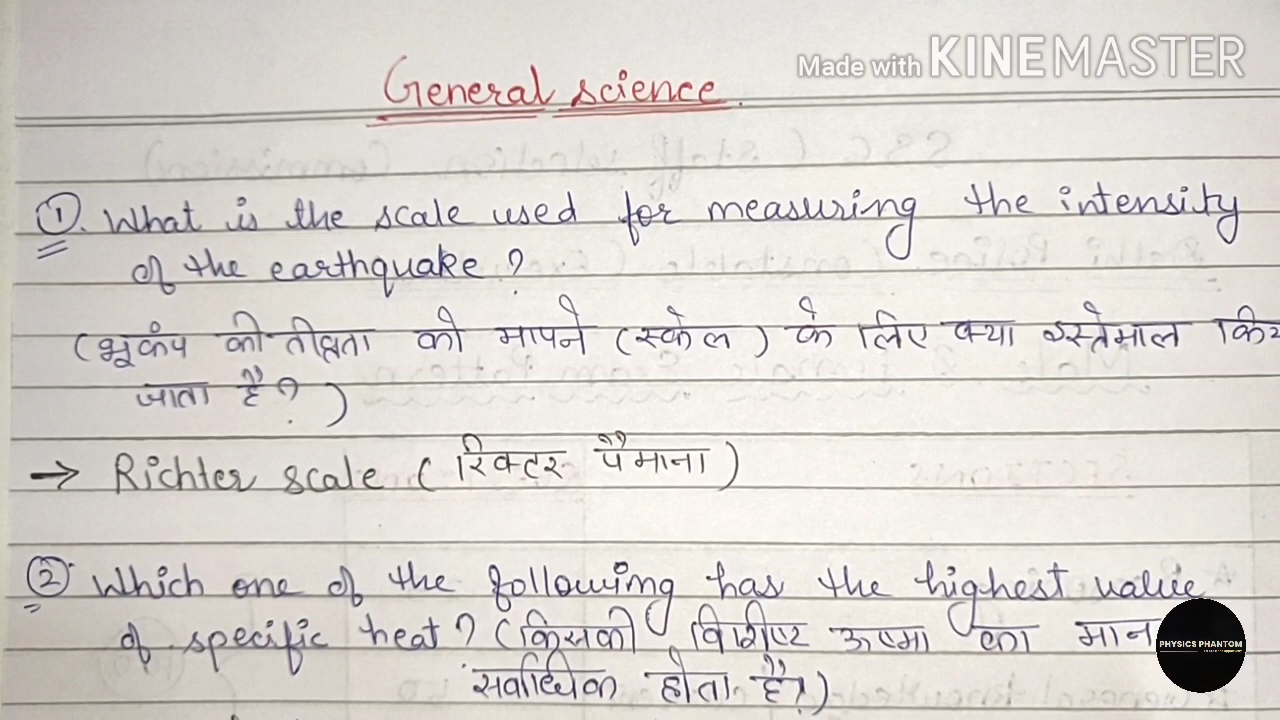 Made with KINEMASTER
General science.
① What is the scale used for measuring the intensity
of the earthquake?
(भूकंप की तीव्रता को मापने (स्केल) के लिए क्या इस्तेमाल किय
जाता है?)
→ Richter scale (रिक्टर पैमाना)
② Which one of the following has the highest value
of specific heat? (किसकी विशिष्ट ऊष्मा का मान
सर्वाधिक होता है?)
PHYSICS PHANTOM